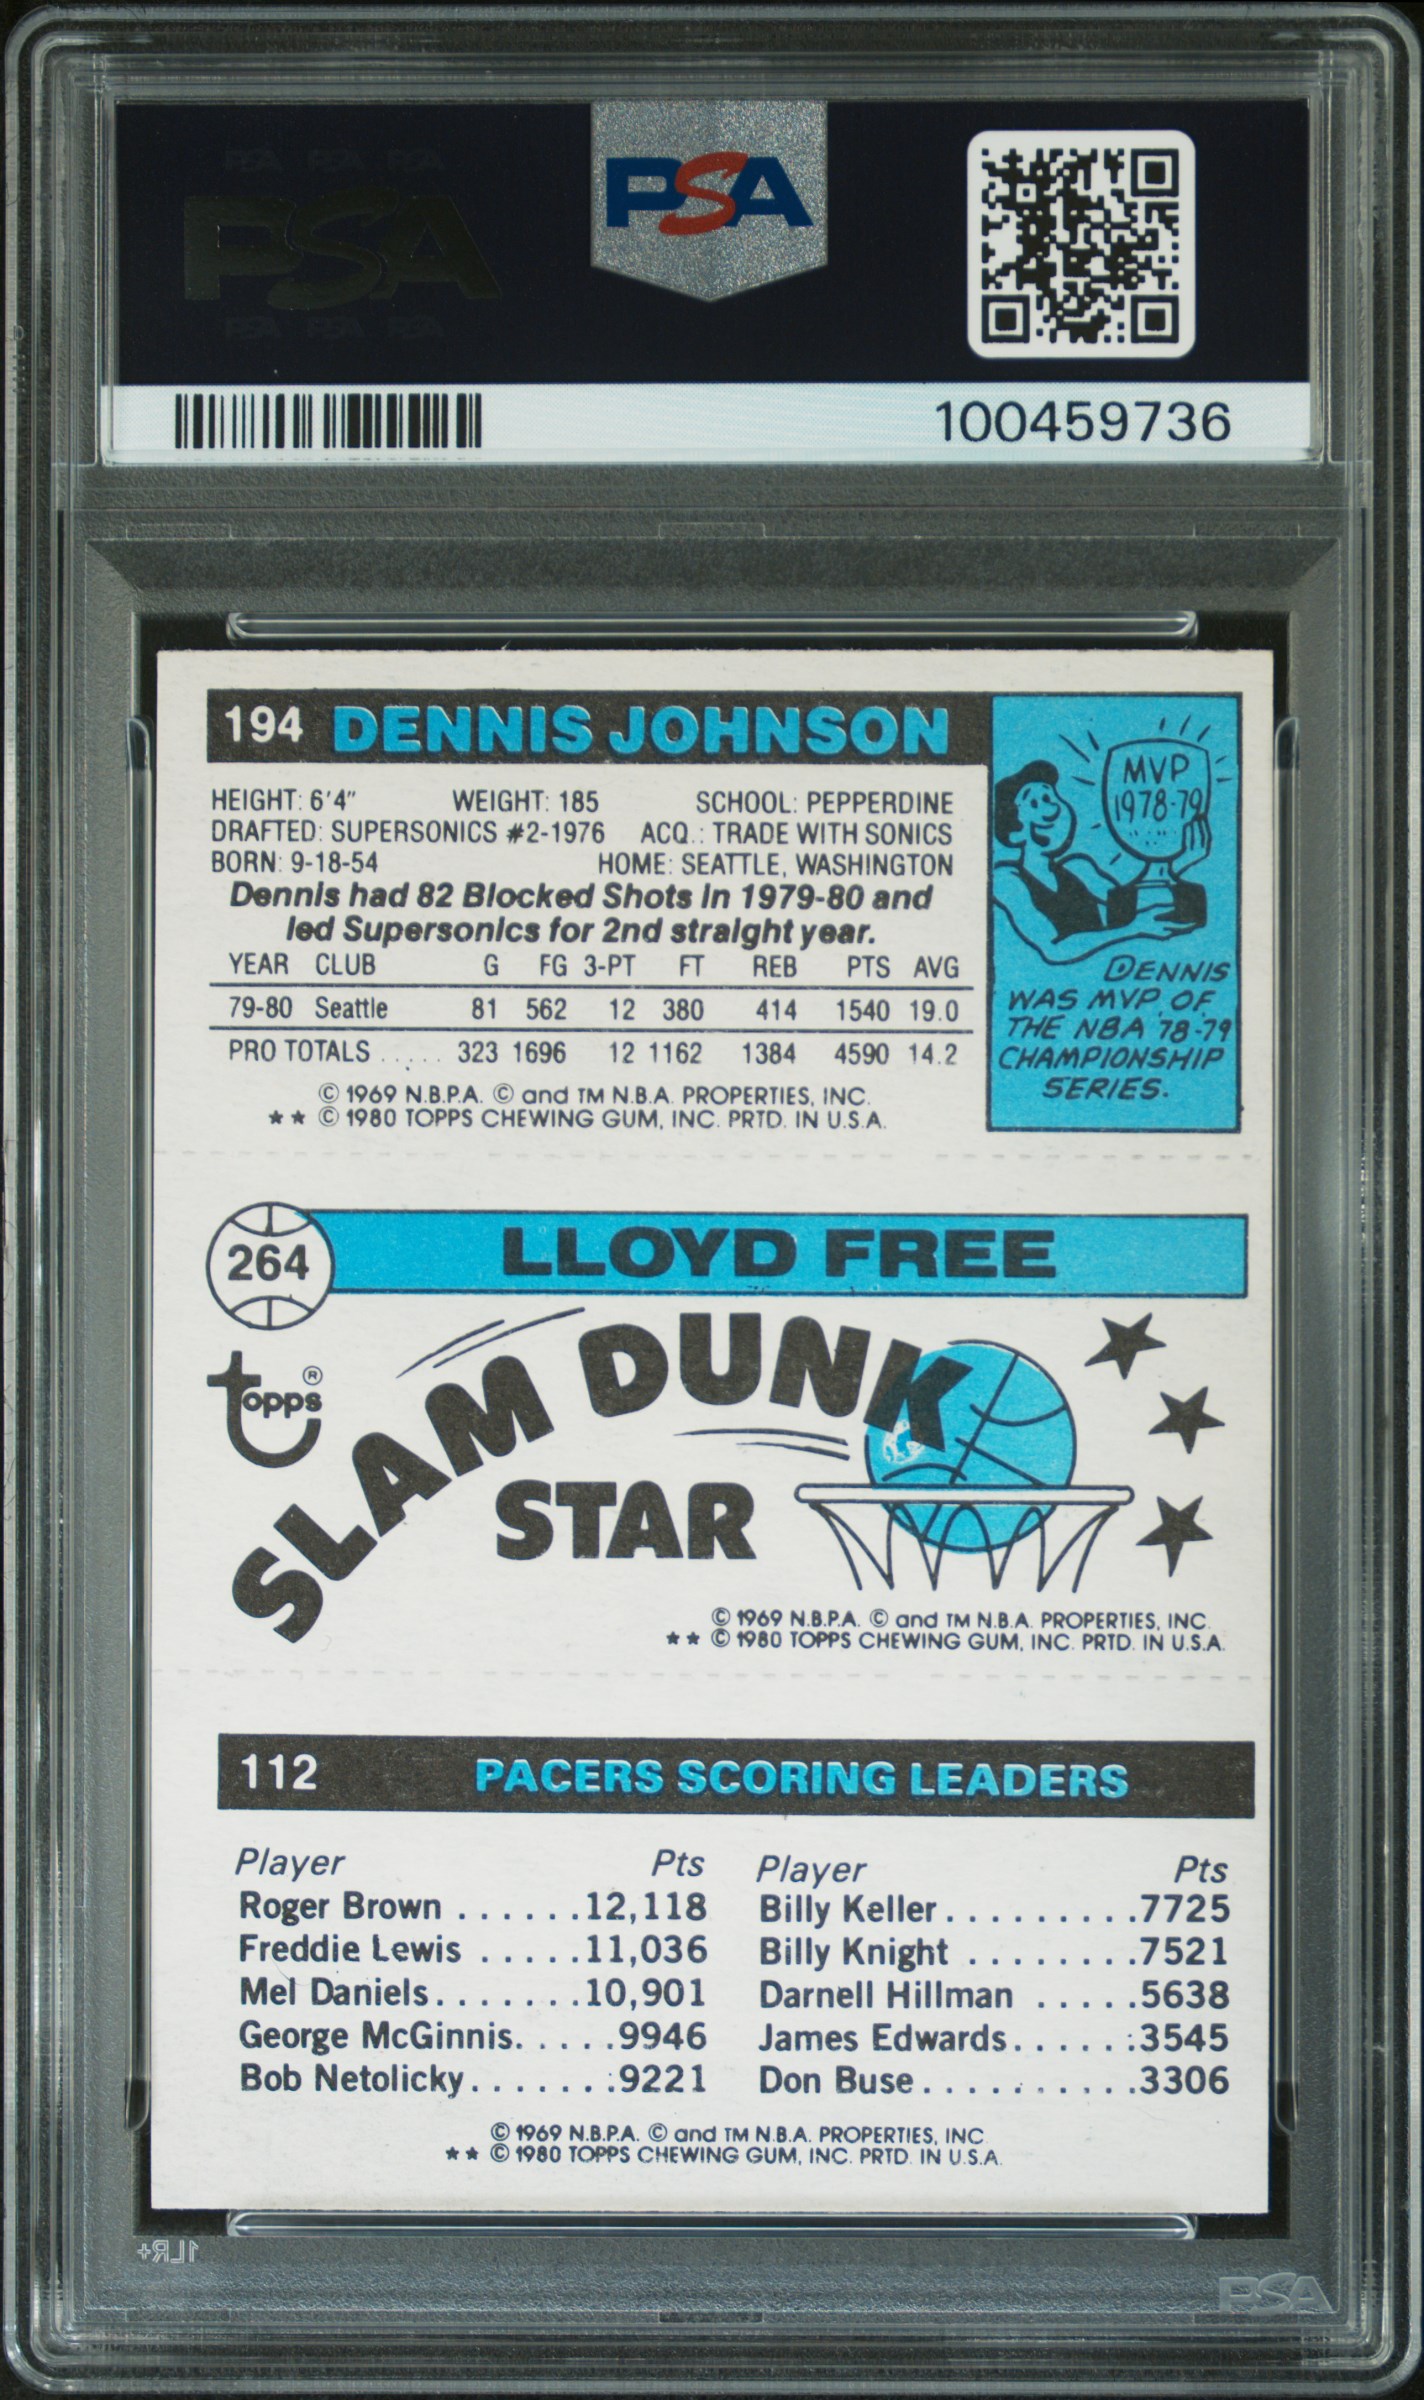 PSA PSA PSA
PSA
PSA PSA PSA
PSA
100459736
194 DENNIS JOHNSON
HEIGHT: 6'4" WEIGHT: 185 SCHOOL: PEPPERDINE
DRAFTED: SUPERSONICS #2-1976 ACQ.: TRADE WITH SONICS
BORN: 9-18-54 HOME: SEATTLE, WASHINGTON
Dennis had 82 Blocked Shots in 1979-80 and
led Supersonics for 2nd straight year.
YEAR CLUB G FG 3-PT FT REB PTS AVG
79-80 Seattle 81 562 12 380 414 1540 19.0
PRO TOTALS ..... 323 1696 12 1162 1384 4590 14.2
© 1969 N.B.P.A. © and TM N.B.A. PROPERTIES, INC.
★★ © 1980 TOPPS CHEWING GUM, INC. PRTD. IN U.S.A.
MVP
1978-79
DENNIS
WAS MVP OF
THE NBA '78-79
CHAMPIONSHIP
SERIES.
264 LLOYD FREE
topps®
SLAM DUNK
STAR
© 1969 N.B.P.A. © and TM N.B.A. PROPERTIES, INC.
★★ © 1980 TOPPS CHEWING GUM, INC. PRTD. IN U.S.A.
112 PACERS SCORING LEADERS
Player Pts Player Pts
Roger Brown ......12,118 Billy Keller.........7725
Freddie Lewis .....11,036 Billy Knight ........7521
Mel Daniels.......10,901 Darnell Hillman .....5638
George McGinnis.....9946 James Edwards......3545
Bob Netolicky.......9221 Don Buse..........3306
© 1969 N.B.P.A. © and TM N.B.A. PROPERTIES, INC.
★★ © 1980 TOPPS CHEWING GUM, INC. PRTD. IN U.S.A.
1LR+
PSA